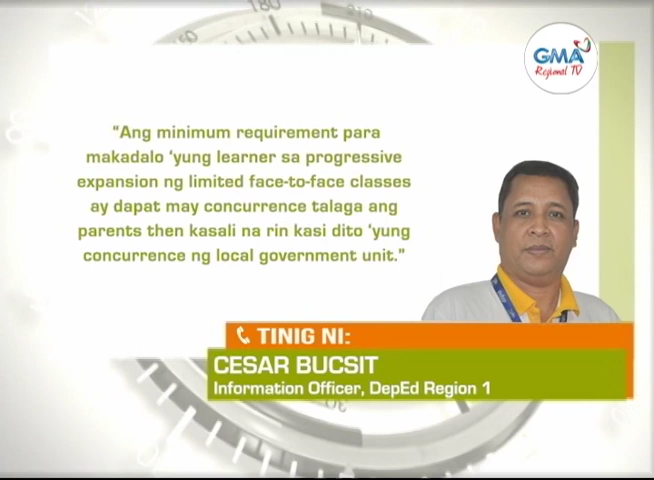 GMA
Regional TV
“Ang minimum requirement para
makadalo ‘yung learner sa progressive
expansion ng limited face-to-face classes
ay dapat may concurrence talaga ang
parents then kasali na rin kasi dito ‘yung
concurrence ng local government unit.”
TINIG NI:
CESAR BUCSIT
Information Officer, DepEd Region 1